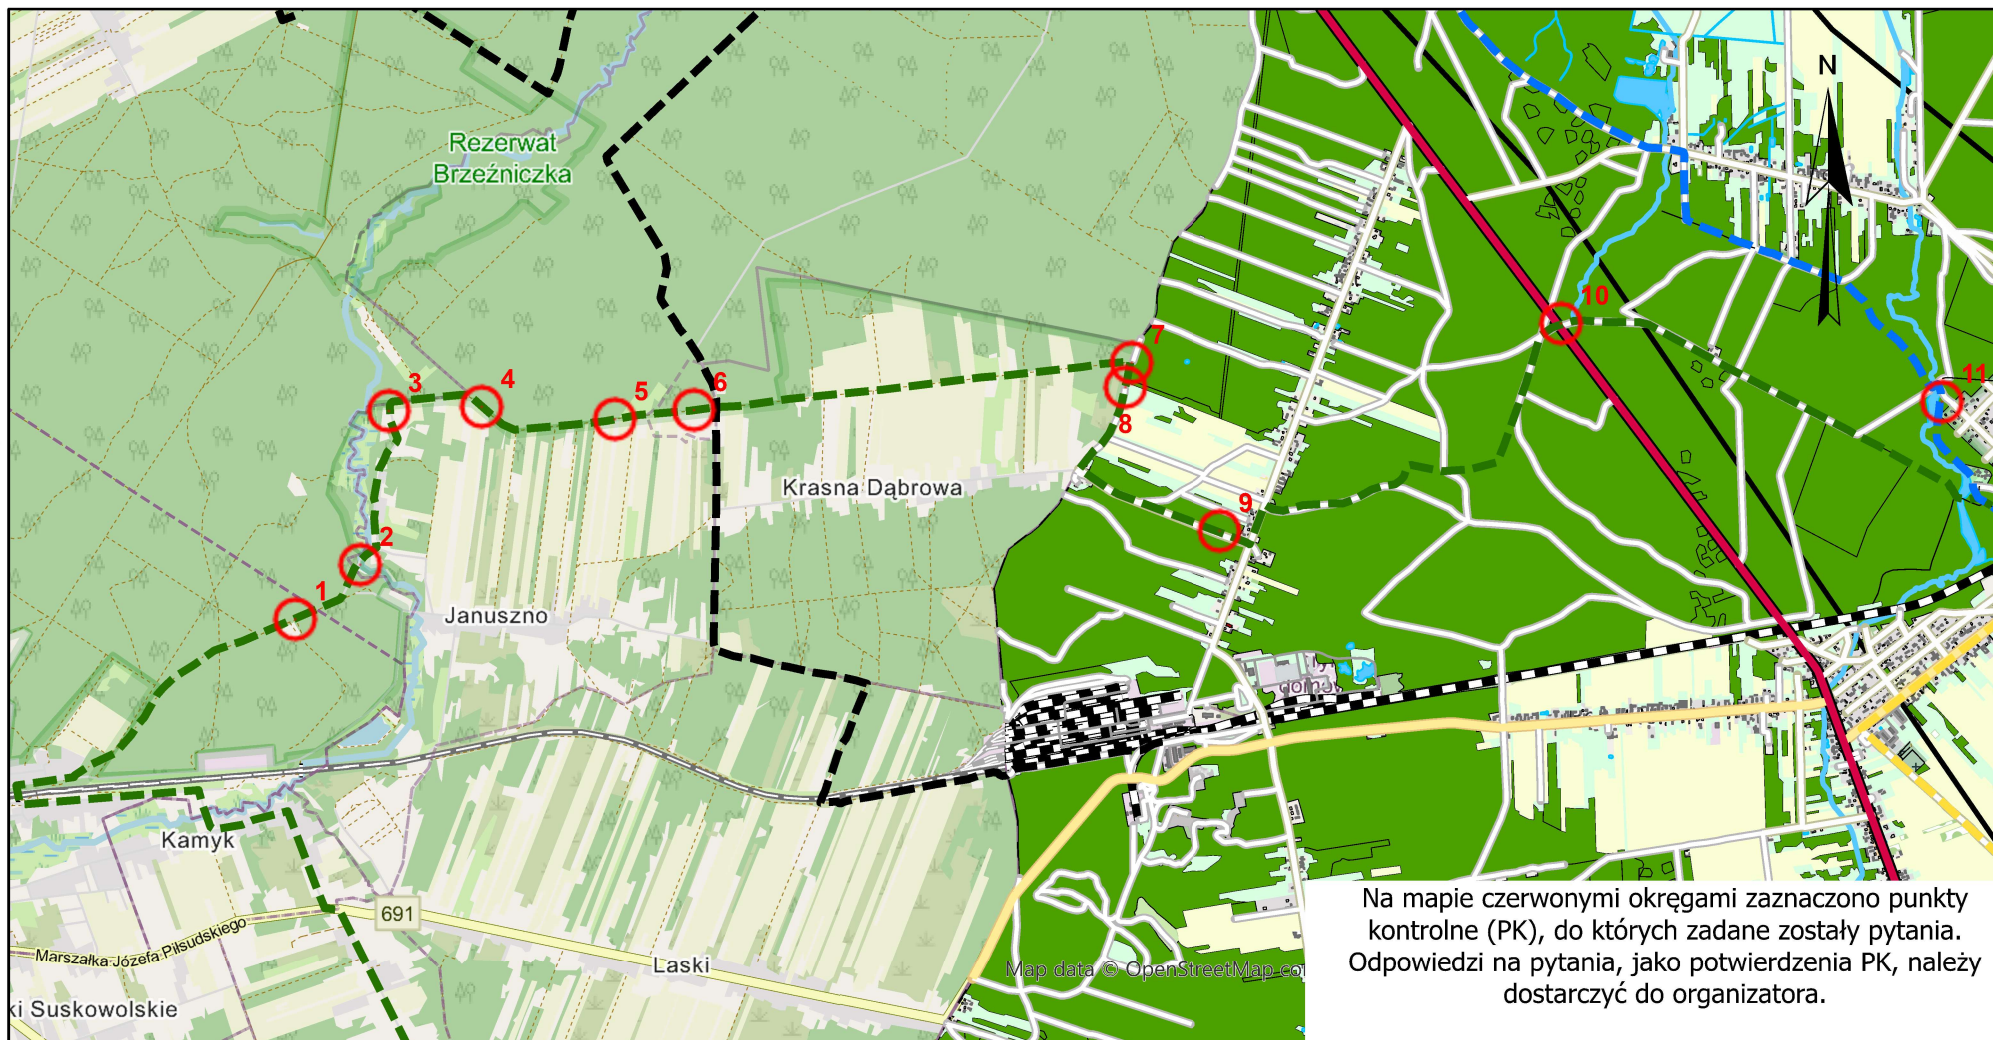 N
Rezerwat
Brzeźniczka
10
7
3
4
5
6
11
8
Krasna Dąbrowa
9
2
1
Januszno
Kamyk
691
Marszałka Józefa Piłsudskiego
Laski
ki Suskowolskie
Map data © OpenStreetMap co
Na mapie czerwonymi okręgami zaznaczono punkty
kontrolne (PK), do których zadane zostały pytania.
Odpowiedzi na pytania, jako potwierdzenia PK, należy
dostarczyć do organizatora.